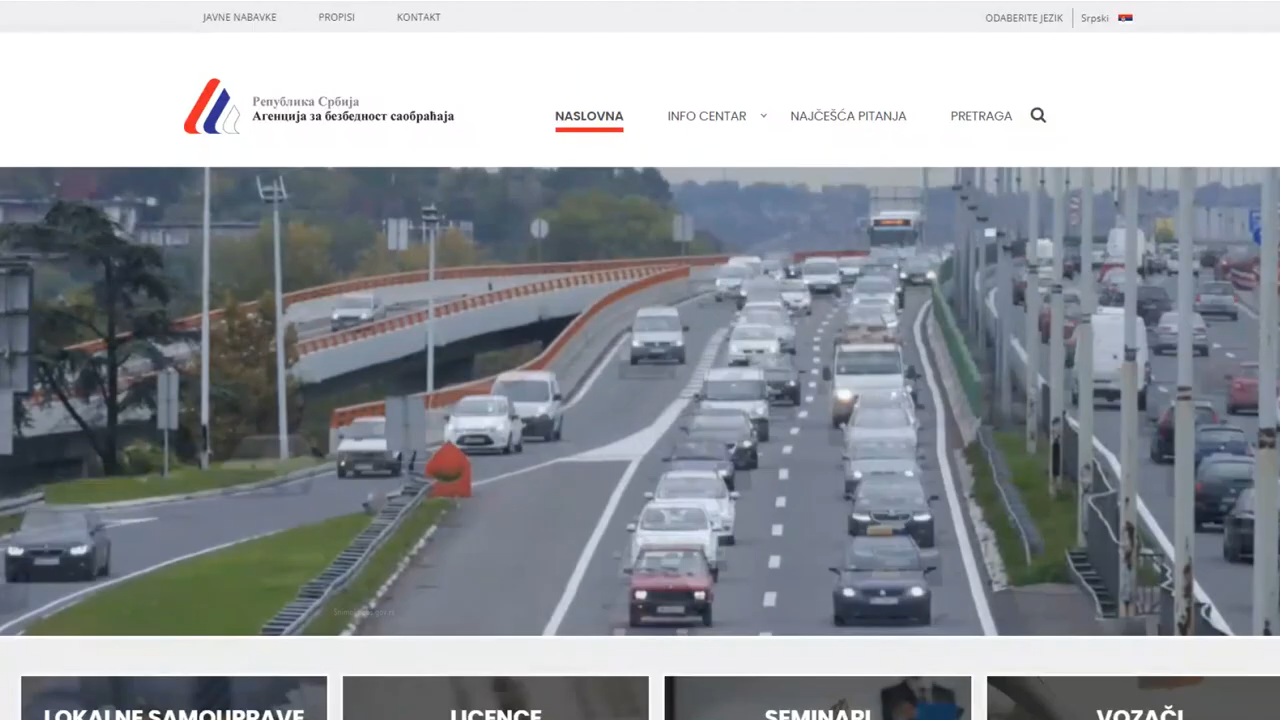 JAVNE NABAVKE PROPISI KONTAKT ODABERITE JEZIK Srpski
Република Србија
Агенција за безбедност саобраћаја
NASLOVNA INFO CENTAR NAJČEŠĆA PITANJA PRETRAGA
LOKALNE SAMOUPRAVE LICENCE SEMINARI VOZAČI